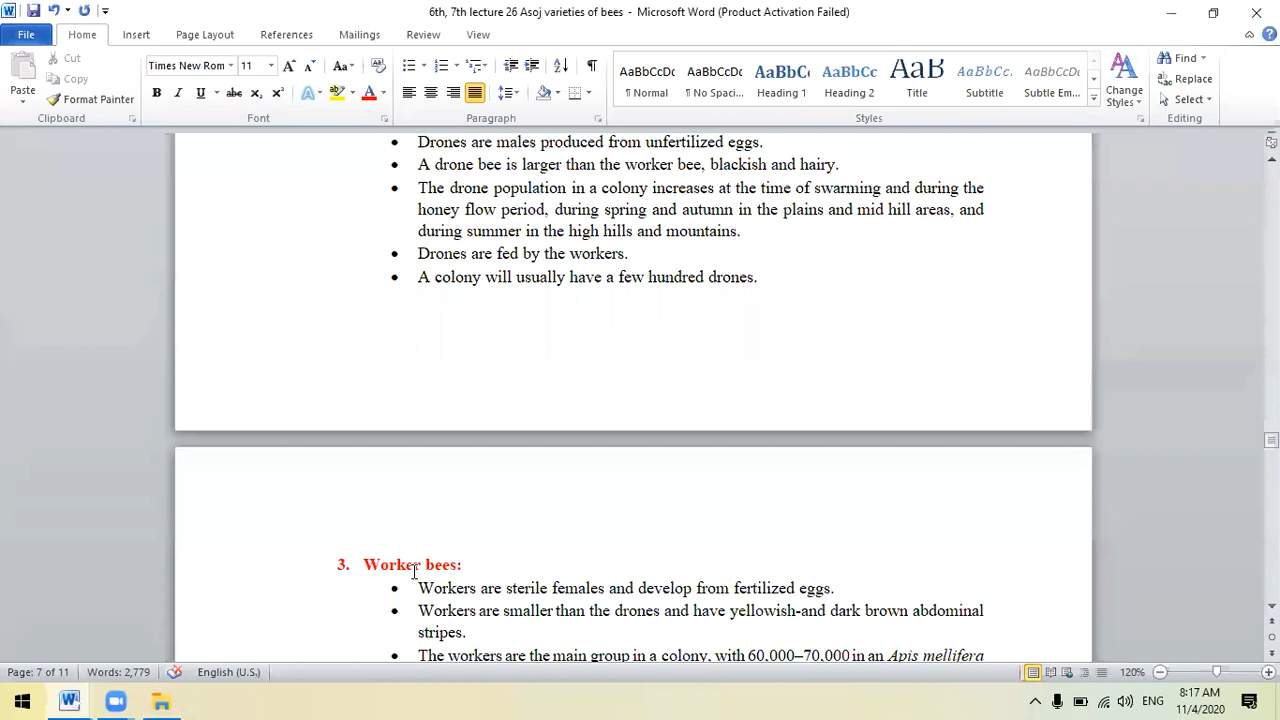 6th, 7th lecture 26 Asoj varieties of bees - Microsoft Word (Product Activation Failed)
File Home Insert Page Layout References Mailings Review View
Paste
Cut
Copy
Format Painter
Clipboard
Times New Rom 11
Font
Paragraph
AaBbCcDc AaBbCcDc AaBbC AaBbCc AaB AaBbCc. AaBbCcDc
¶ Normal ¶ No Spaci... Heading 1 Heading 2 Title Subtitle Subtle Em...
Styles
Change
Styles
Find
Replace
Select
Editing
• Drones are males produced from unfertilized eggs.
• A drone bee is larger than the worker bee, blackish and hairy.
• The drone population in a colony increases at the time of swarming and during the
honey flow period, during spring and autumn in the plains and mid hill areas, and
during summer in the high hills and mountains.
• Drones are fed by the workers.
• A colony will usually have a few hundred drones.
3. Worker bees:
• Workers are sterile females and develop from fertilized eggs.
• Workers are smaller than the drones and have yellowish-and dark brown abdominal
stripes.
• The workers are the main group in a colony, with 60,000–70,000 in an Apis mellifera
Page: 7 of 11 Words: 2,779 English (U.S.) 120%
ENG
8:17 AM
11/4/2020